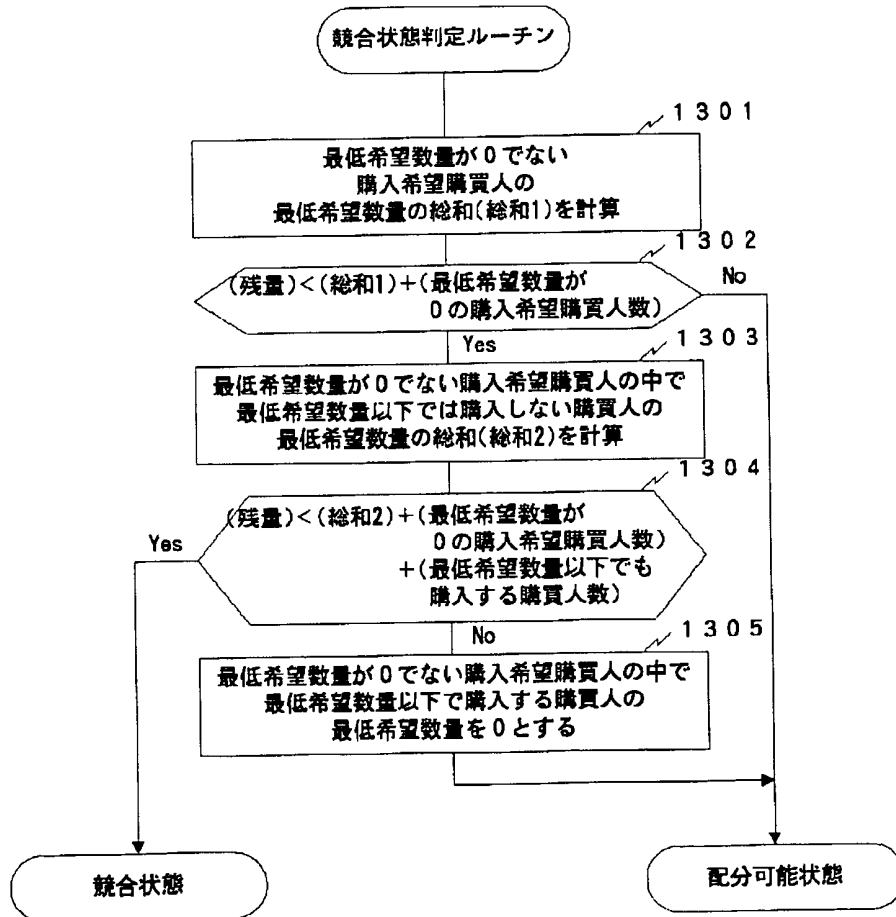 競合状態判定ルーチン
1301
最低希望数量が0でない
購入希望購買人の
最低希望数量の総和(総和1)を計算
1302
(残量)<(総和1)+(最低希望数量が
0の購入希望購買人数)
No
Yes
1303
最低希望数量が0でない購入希望購買人の中で
最低希望数量以下では購入しない購買人の
最低希望数量の総和(総和2)を計算
1304
(残量)<(総和2)+(最低希望数量が
0の購入希望購買人数)
+(最低希望数量以下でも
購入する購買人数)
Yes
No
1305
最低希望数量が0でない購入希望購買人の中で
最低希望数量以下で購入する購買人の
最低希望数量を0とする
競合状態
配分可能状態